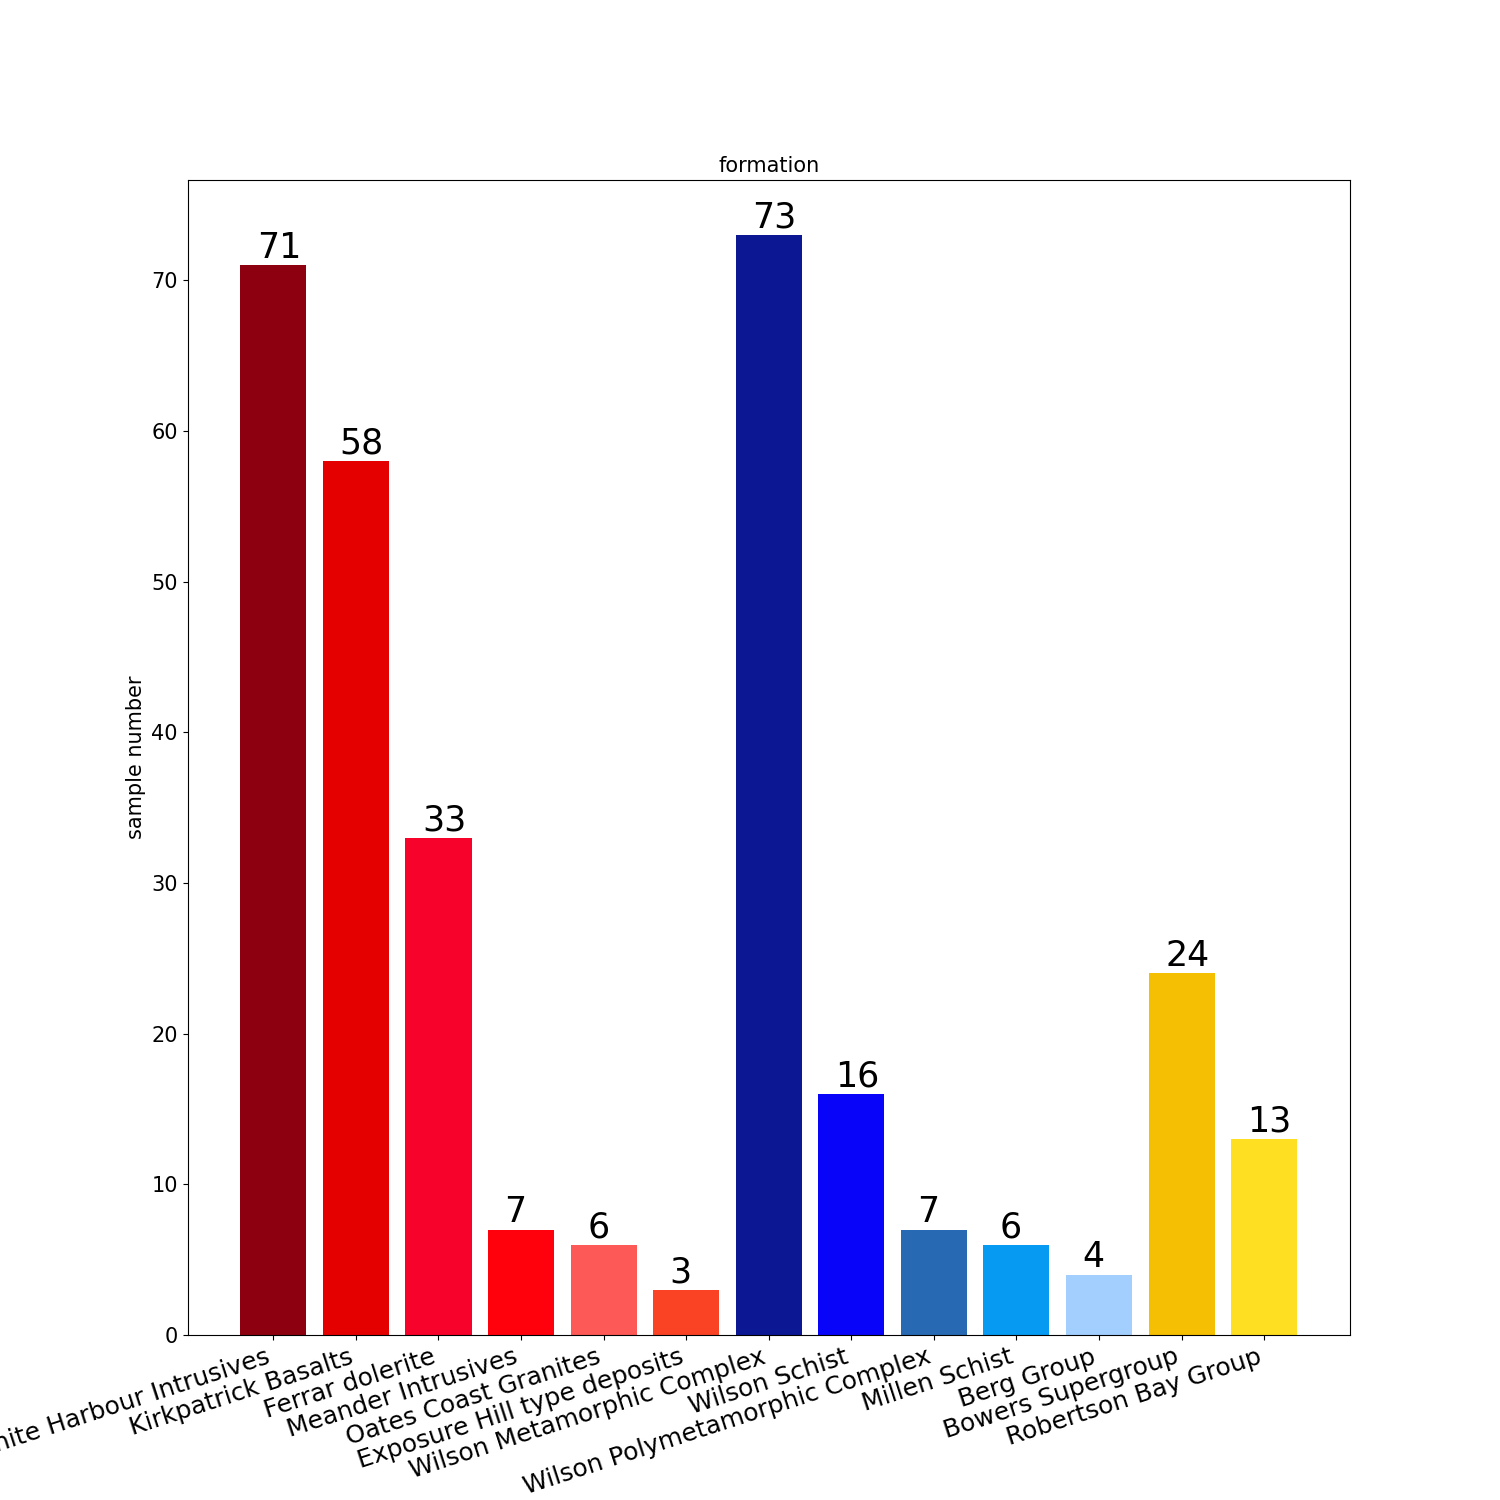 formation
73
71
70
60
58
50
sample number
40
33
30
24
20
16
13
10
7
6
3
7
6
4
0
Harbour Intrusives
Kirkpatrick Basalts
Ferrar dolerite
Meander Intrusives
Oates Coast Granites
Exposure Hill type deposits
Wilson Metamorphic Complex
Wilson Schist
Wilson Polymetamorphic Complex
Millen Schist
Berg Group
Bowers Supergroup
Robertson Bay Group